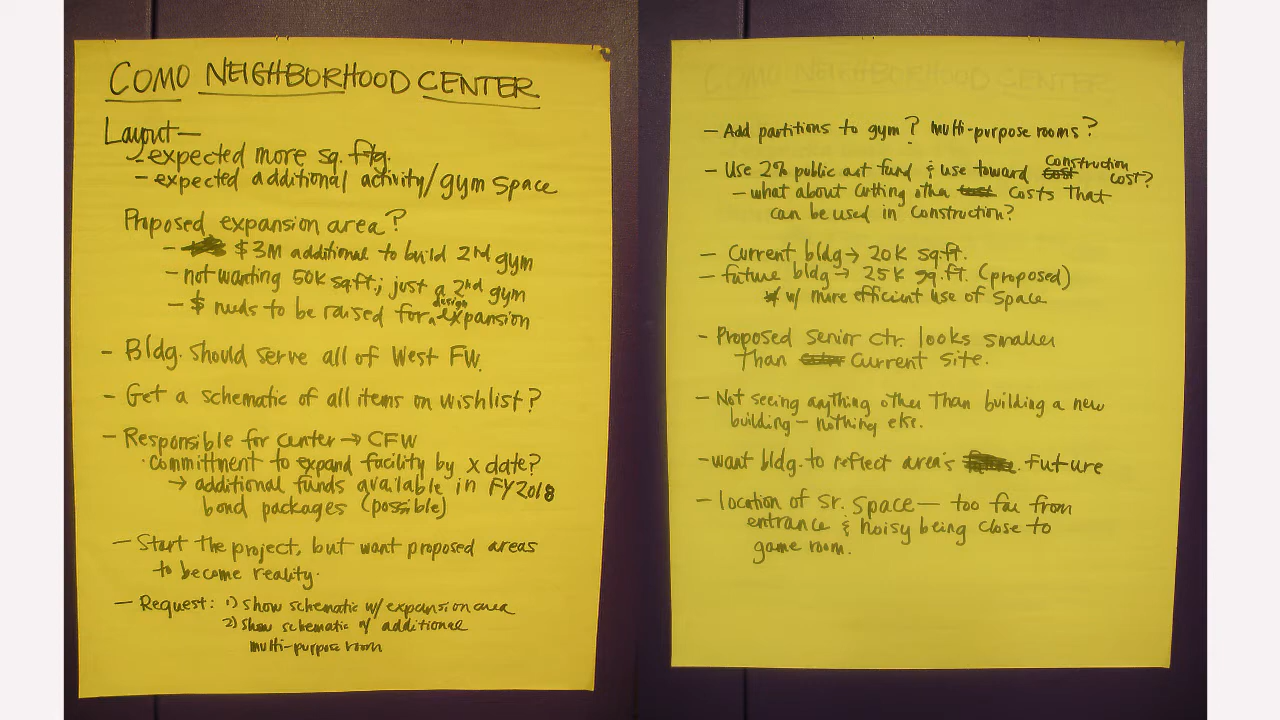 COMO NEIGHBORHOOD CENTER
Layout—
- expected more sq. ftg.
- expected additional activity/gym space
Proposed expansion area?
- $3M additional to build 2nd gym
- not wanting 50K sqft; just a 2nd gym
- $ needs to be raised for design expansion
- Bldg. should serve all of West FW.
- Get a schematic of all items on wishlist?
- Responsible for center → CFW
· committment to expand facility by x date?
→ additional funds available in FY2018
bond packages (possible)
- Start the project, but want proposed areas
to become reality.
- Request: 1) show schematic w/ expansion area
2) show schematic w/ additional
multi-purpose room
- Add partitions to gym? multi-purpose rooms?
- Use 2% public art fund & use toward construction cost?
- what about cutting other costs that
can be used in construction?
- Current bldg → 20K sq.ft.
- future bldg → 25K sq.ft. (proposed)
w/ more efficient use of space
- Proposed senior ctr. looks smaller
than current site.
- Not seeing anything other than building a new
building — nothing else.
- want bldg. to reflect area's future
- location of Sr. Space — too far from
entrance & noisy being close to
game room.